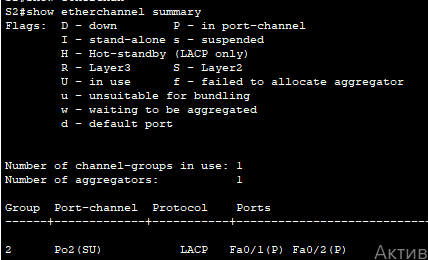 S2#show etherchannel summary
Flags:  D - down        P - in port-channel
        I - stand-alone s - suspended
        H - Hot-standby (LACP only)
        R - Layer3      S - Layer2
        U - in use      f - failed to allocate aggregator
        u - unsuitable for bundling
        w - waiting to be aggregated
        d - default port
Number of channel-groups in use: 1
Number of aggregators:           1
Group  Port-channel  Protocol    Ports
------+-------------+-----------+----------------------------
2      Po2(SU)           LACP   Fa0/1(P) Fa0/2(P)
Актив